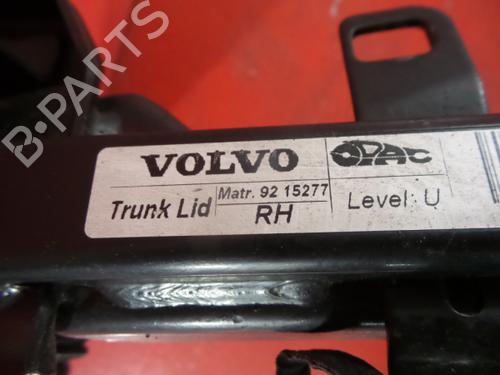 B-PARTS
VOLVO OPAC
Trunk Lid Matr. 92 15277 Level: U
RH